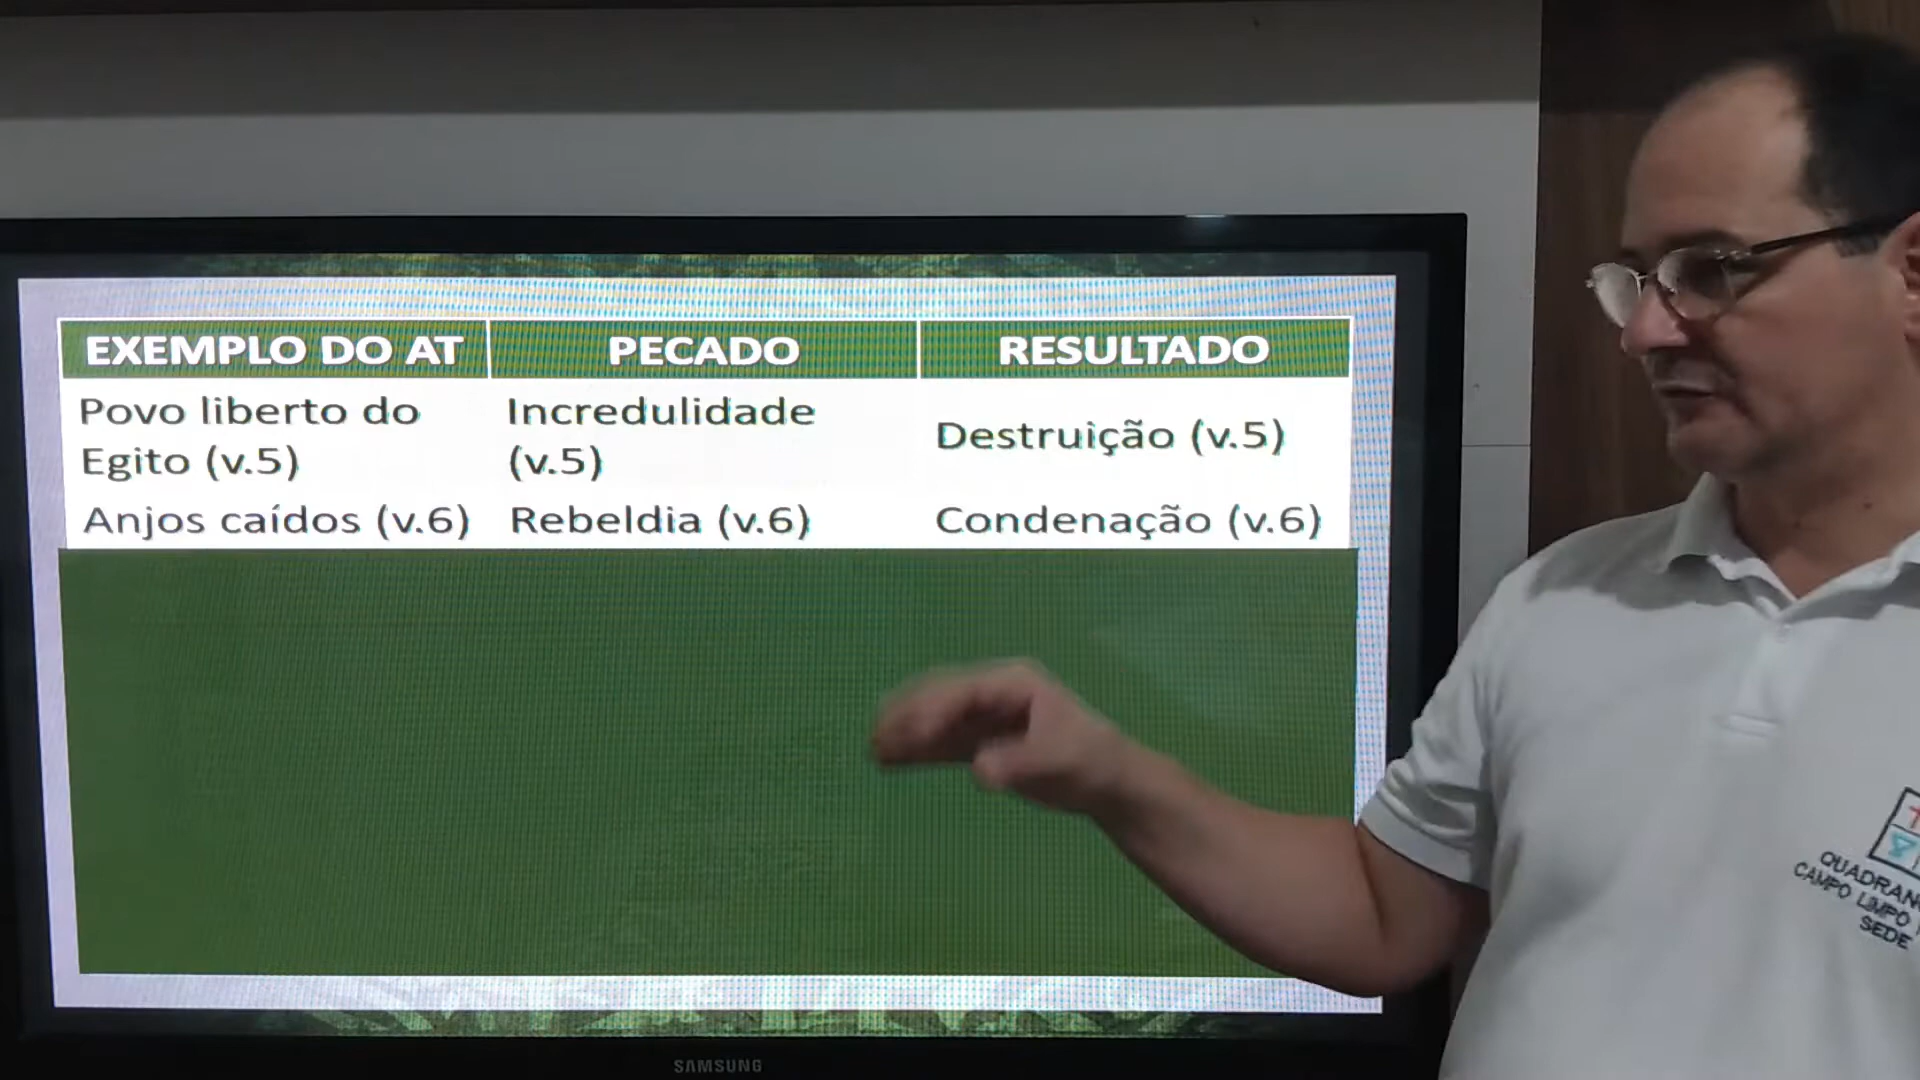 EXEMPLO DO AT PECADO RESULTADO
Povo liberto do Egito (v.5) Incredulidade (v.5) Destruição (v.5)
Anjos caídos (v.6) Rebeldia (v.6) Condenação (v.6)
SAMSUNG
CAMPO LIMPO
SEDE